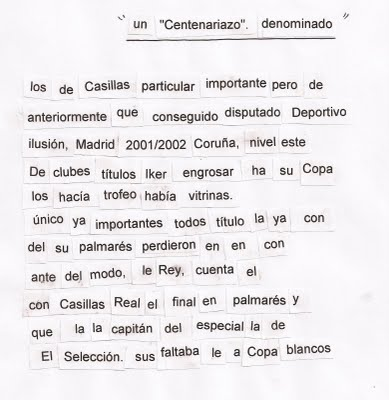 " un "Centenariazo". denominado "
los de Casillas particular importante pero de
anteriormente que conseguido disputado Deportivo
ilusión, Madrid 2001/2002 Coruña, nivel este
De clubes títulos Iker engrosar ha su Copa
los hacía trofeo había vitrinas.
único ya importantes todos título la ya con
del su palmarés perdieron en en con
ante del modo, le Rey, cuenta el
con Casillas Real el final en palmarés y
que la la capitán del especial la de
El Selección. sus faltaba le a Copa blancos